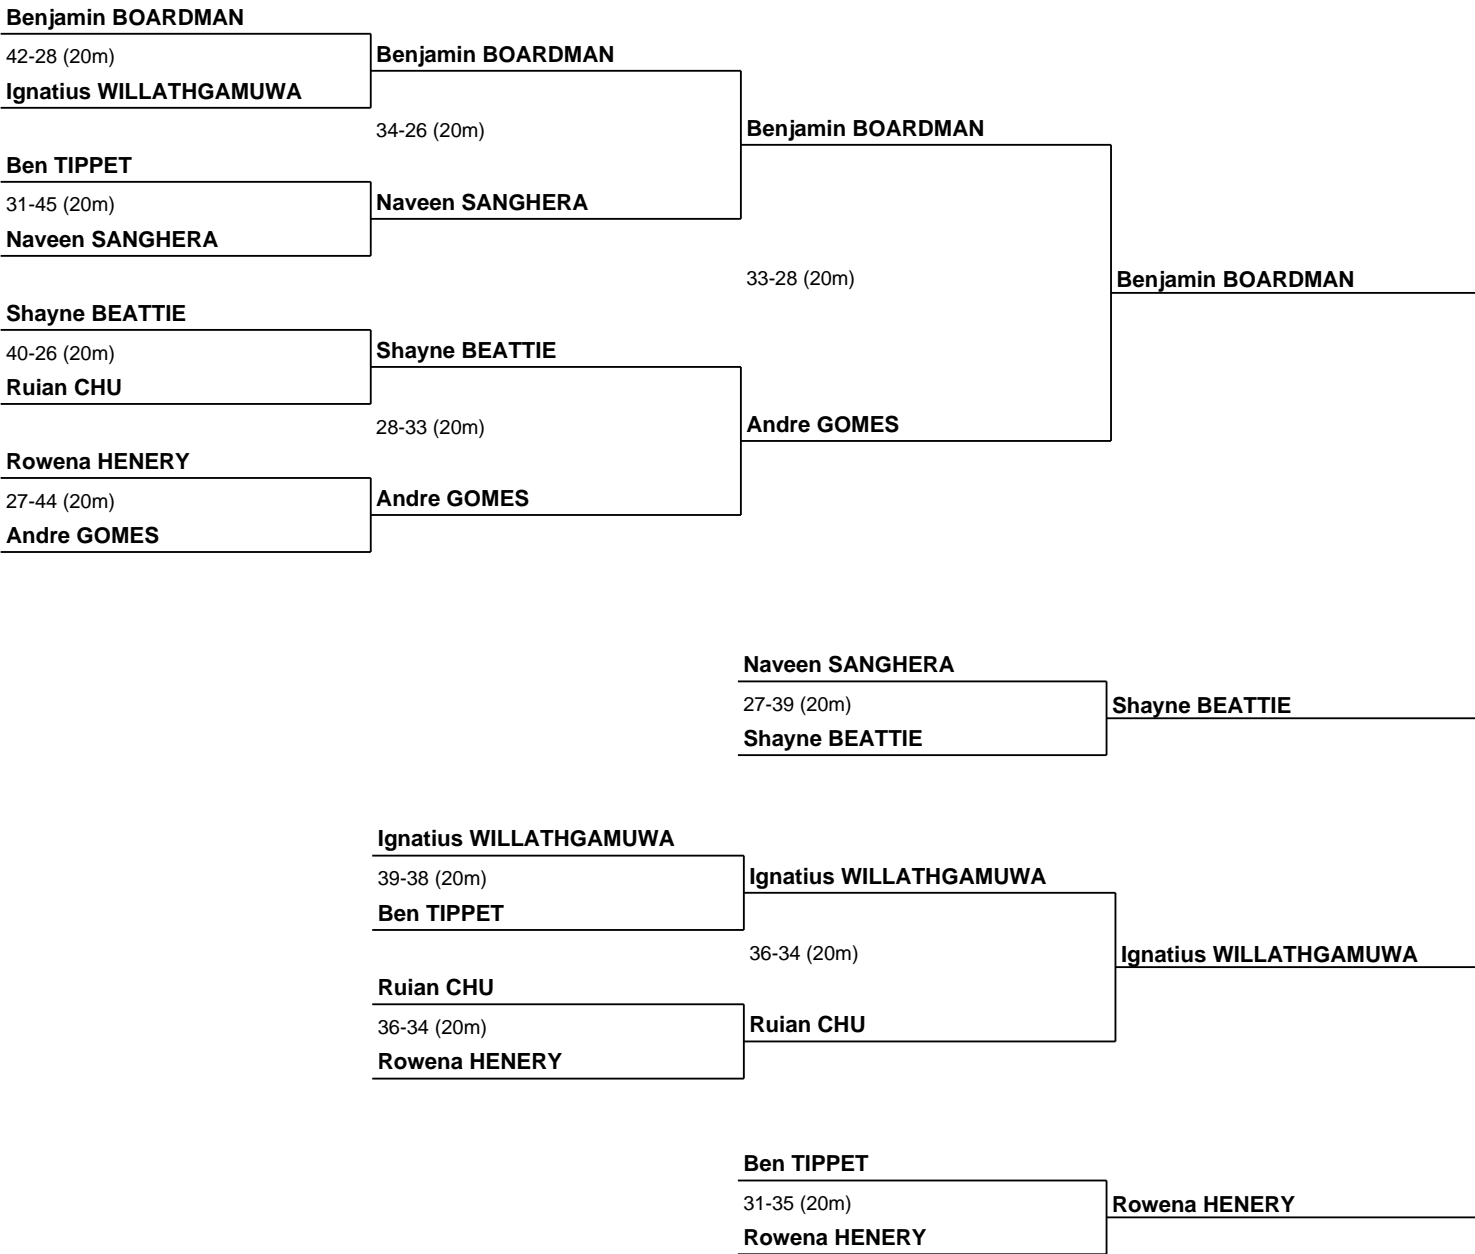 Benjamin BOARDMAN
42-28 (20m)
Benjamin BOARDMAN
Ignatius WILLATHGAMUWA
34-26 (20m)
Benjamin BOARDMAN
Ben TIPPET
31-45 (20m)
Naveen SANGHERA
Naveen SANGHERA
33-28 (20m)
Benjamin BOARDMAN
Shayne BEATTIE
40-26 (20m)
Shayne BEATTIE
Ruian CHU
28-33 (20m)
Andre GOMES
Rowena HENERY
27-44 (20m)
Andre GOMES
Andre GOMES
Naveen SANGHERA
27-39 (20m)
Shayne BEATTIE
Shayne BEATTIE
Ignatius WILLATHGAMUWA
39-38 (20m)
Ignatius WILLATHGAMUWA
Ben TIPPET
36-34 (20m)
Ignatius WILLATHGAMUWA
Ruian CHU
36-34 (20m)
Ruian CHU
Rowena HENERY
Ben TIPPET
31-35 (20m)
Rowena HENERY
Rowena HENERY